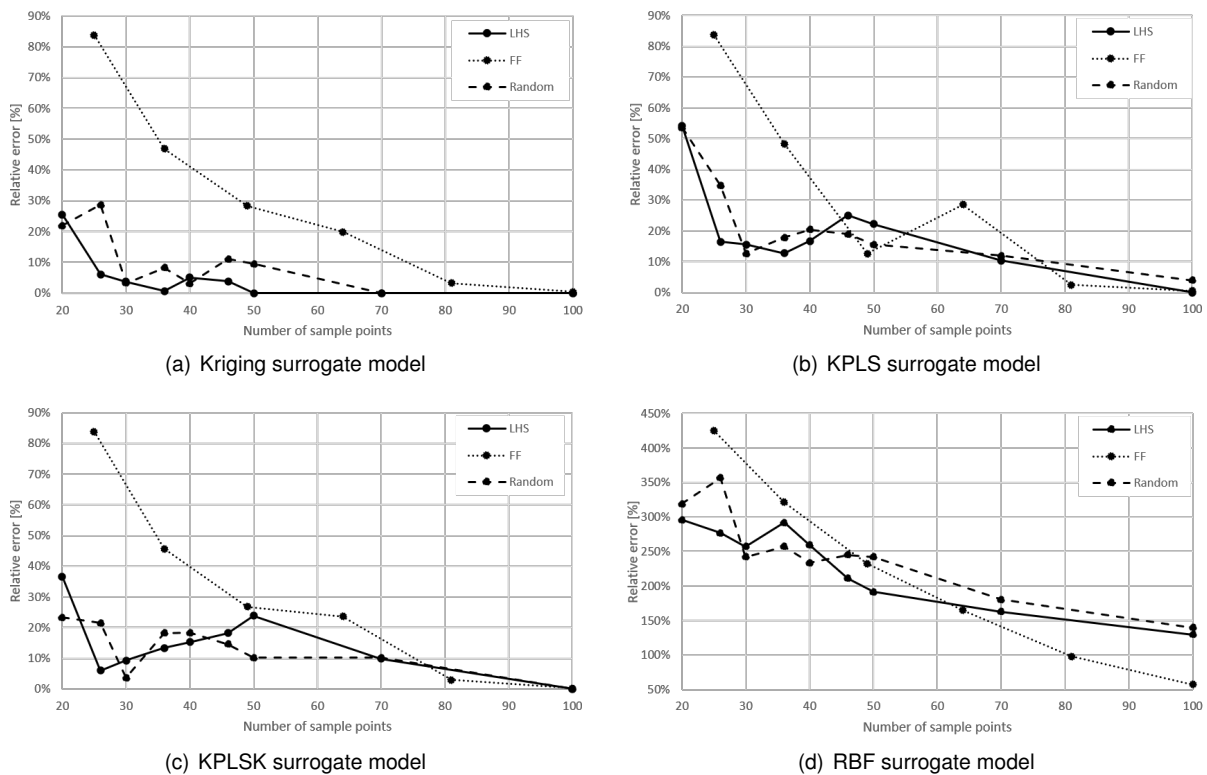 90%
80%
70%
60%
50%
40%
30%
20%
10%
0%
Relative error [%]
LHS
FF
Random
20 30 40 50 60 70 80 90 100
Number of sample points
(a) Kriging surrogate model
90%
80%
70%
60%
50%
40%
30%
20%
10%
0%
Relative error [%]
LHS
FF
Random
20 30 40 50 60 70 80 90 100
Number of sample points
(b) KPLS surrogate model
90%
80%
70%
60%
50%
40%
30%
20%
10%
0%
Relative error [%]
LHS
FF
Random
20 30 40 50 60 70 80 90 100
Number of sample points
(c) KPLSK surrogate model
450%
400%
350%
300%
250%
200%
150%
100%
50%
Relative error [%]
LHS
FF
Random
20 30 40 50 60 70 80 90 100
Number of sample points
(d) RBF surrogate model